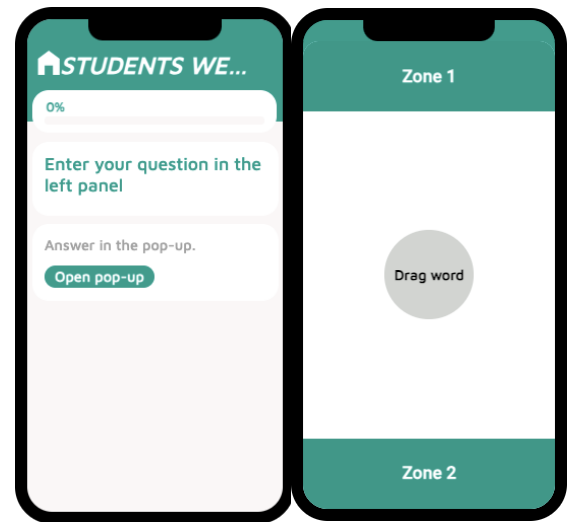 STUDENTS WE...
0%
Enter your question in the
left panel
Answer in the pop-up.
Open pop-up
Zone 1
Drag word
Zone 2